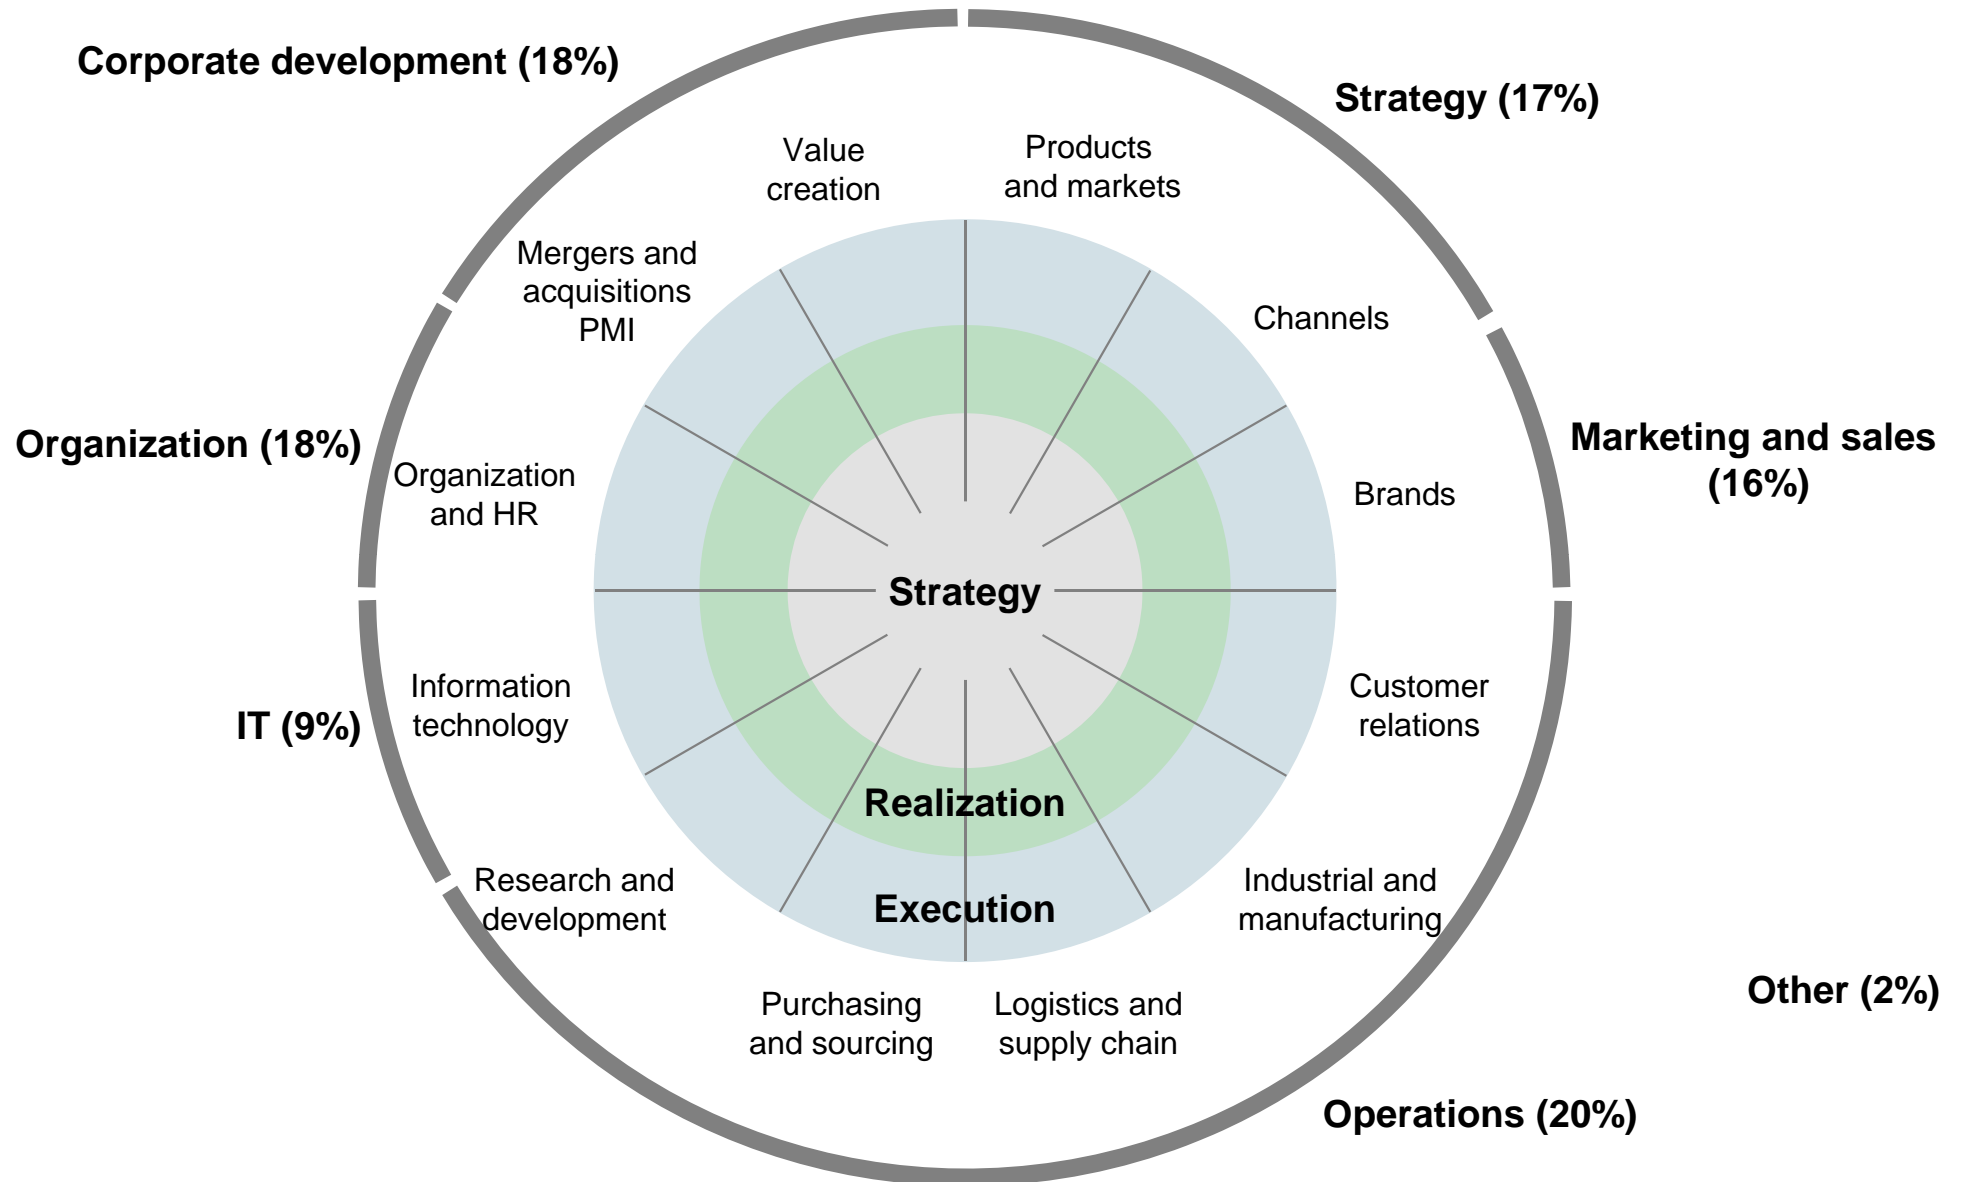 Corporate development (18%)
Strategy (17%)
Value
creation
Products
and markets
Mergers and
acquisitions
PMI
Channels
Organization (18%)
Organization
and HR
Brands
Marketing and sales
(16%)
Strategy
IT (9%)
Information
technology
Customer
relations
Realization
Research and
development
Execution
Industrial and
manufacturing
Purchasing
and sourcing
Logistics and
supply chain
Other (2%)
Operations (20%)